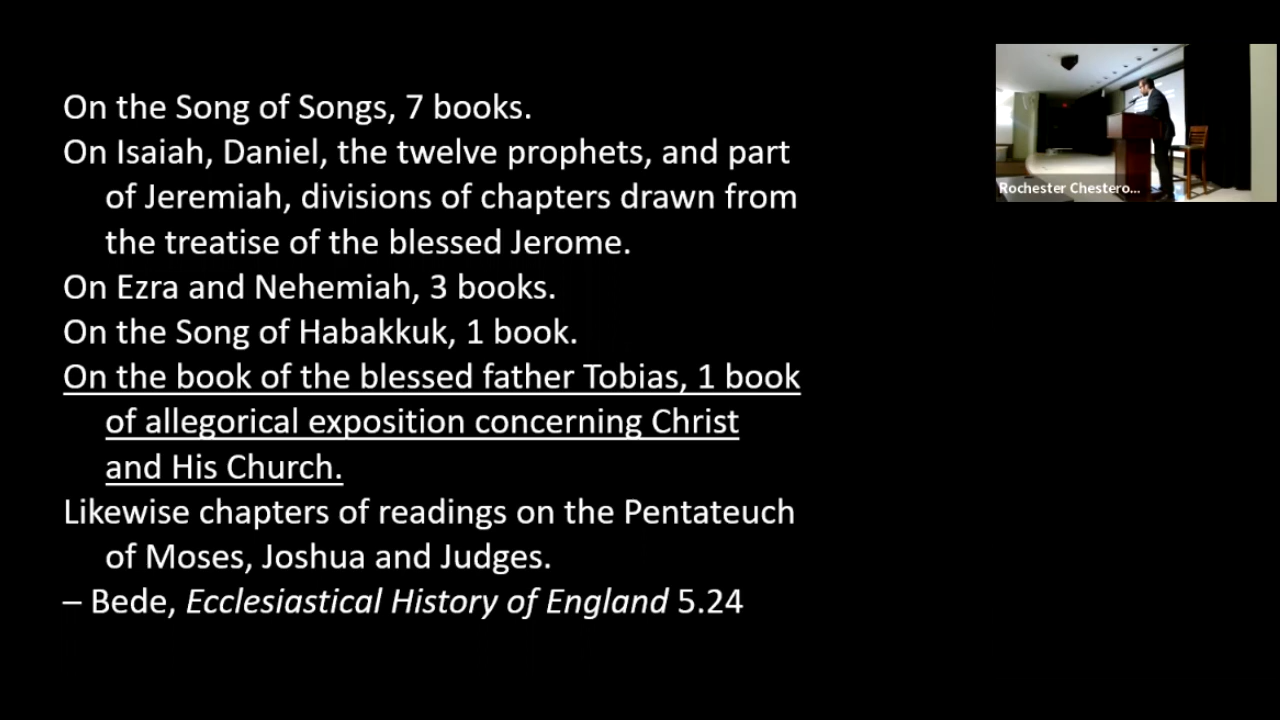 On the Song of Songs, 7 books.
On Isaiah, Daniel, the twelve prophets, and part
of Jeremiah, divisions of chapters drawn from
the treatise of the blessed Jerome.
On Ezra and Nehemiah, 3 books.
On the Song of Habakkuk, 1 book.
On the book of the blessed father Tobias, 1 book
of allegorical exposition concerning Christ
and His Church.
Likewise chapters of readings on the Pentateuch
of Moses, Joshua and Judges.
– Bede, Ecclesiastical History of England 5.24
Rochester Chestero...